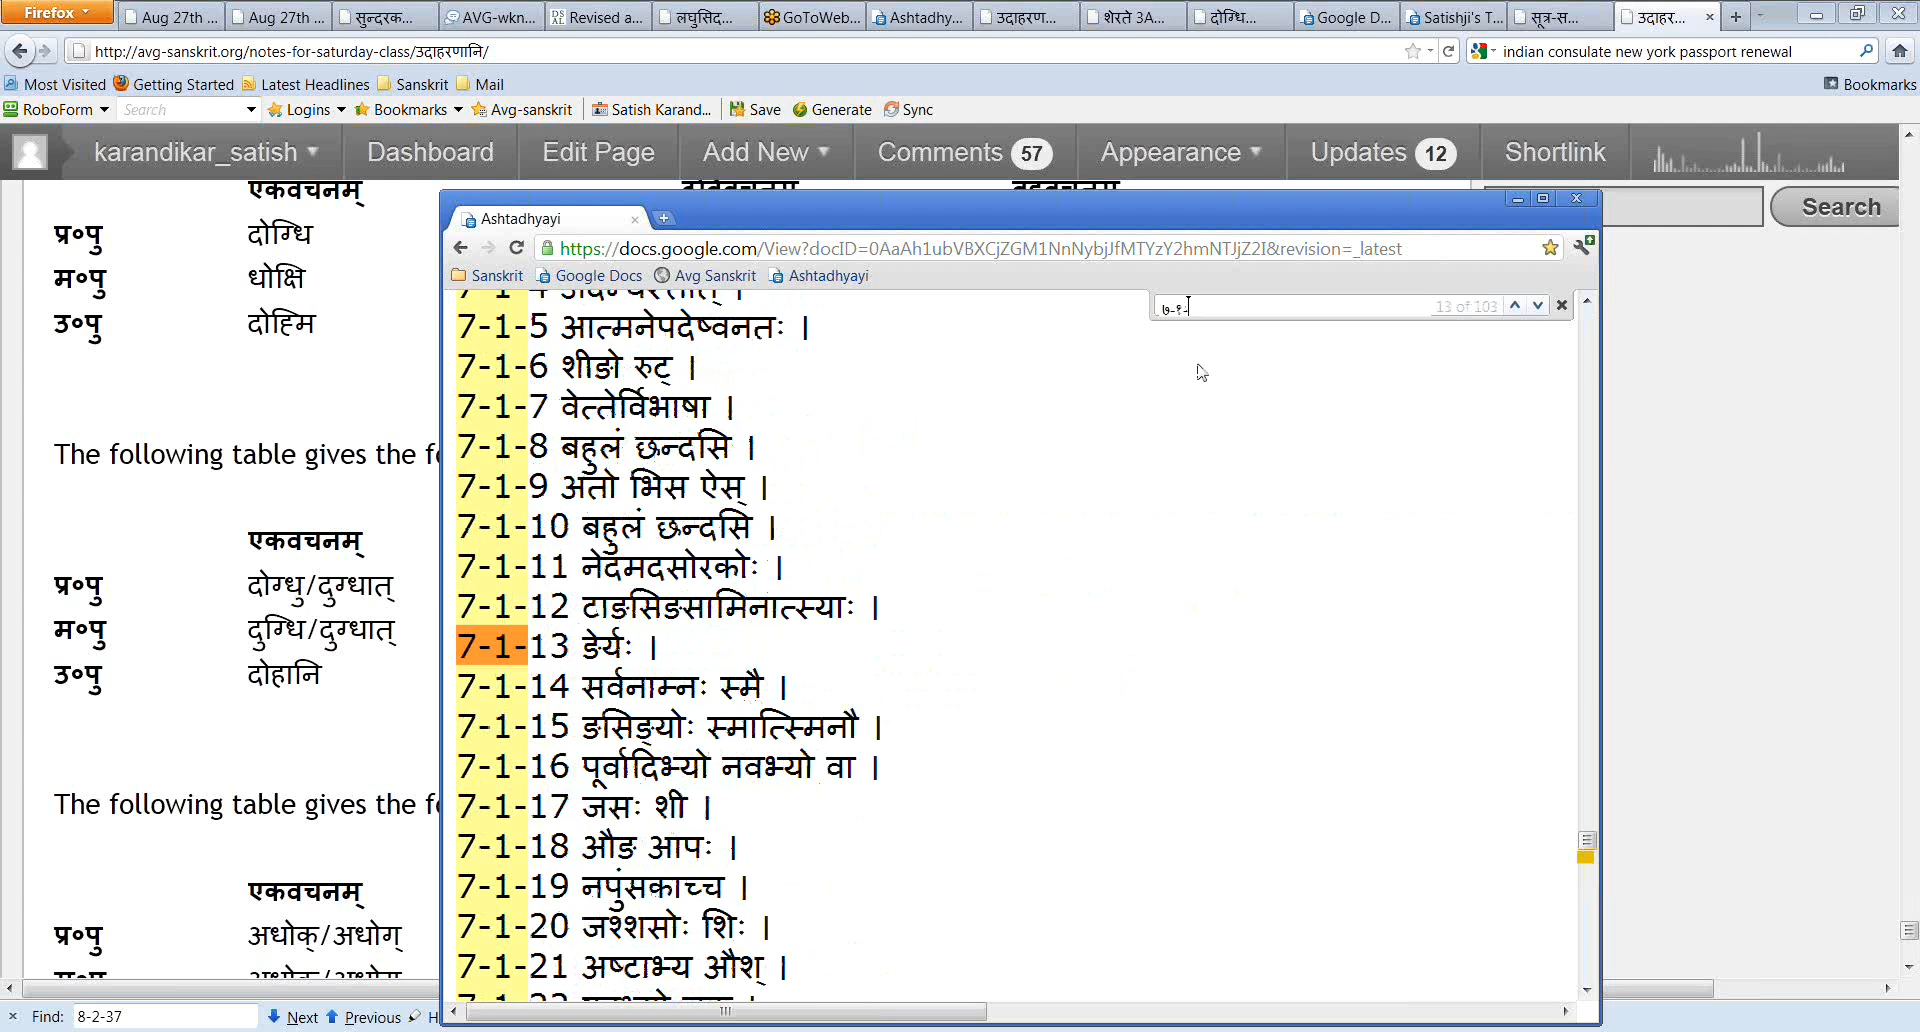 Firefox
Aug 27th ...
Aug 27th ...
सुन्दरक...
AVG-wkn...
Revised a...
लघुसिद्...
GoToWeb...
Ashtadhy...
उदाहरण...
शेरते 3A...
दोग्धि...
Google D...
Satishji's T...
सूत्र-स...
उदाहर...
http://avg-sanskrit.org/notes-for-saturday-class/उदाहरणानि/
indian consulate new york passport renewal
Most Visited Getting Started Latest Headlines Sanskrit Mail
Bookmarks
RoboForm Search Logins Bookmarks Avg-sanskrit Satish Karand... Save Generate Sync
karandikar_satish Dashboard Edit Page Add New Comments 57 Appearance Updates 12 Shortlink
Search
एकवचनम्
प्र॰पु दोग्धि
म॰पु धोक्षि
उ॰पु दोह्मि
The following table gives the f
एकवचनम्
प्र॰पु दोग्धु/दुग्धात्
म॰पु दुग्धि/दुग्धात्
उ॰पु दोहानि
The following table gives the f
एकवचनम्
प्र॰पु अधोक्/अधोग्
Ashtadhyayi
https://docs.google.com/View?docID=0AaAh1ubVBXCjZGM1NnNybjJfMTYzY2hmNTJjZ2I&revision=_latest
Sanskrit Google Docs Avg Sanskrit Ashtadhyayi
७-१-
13 of 103
7-1-5 आत्मनेपदेष्वनतः |
7-1-6 शीङो रुट् |
7-1-7 वेत्तेर्विभाषा |
7-1-8 बहुलं छन्दसि |
7-1-9 अतो भिस ऐस् |
7-1-10 बहुलं छन्दसि |
7-1-11 नेदमदसोरकोः |
7-1-12 टाङसिङसामिनात्स्याः |
7-1-13 ङेर्यः |
7-1-14 सर्वनाम्नः स्मै |
7-1-15 ङसिङ्योः स्मात्स्मिनौ |
7-1-16 पूर्वादिभ्यो नवभ्यो वा |
7-1-17 जसः शी |
7-1-18 औङ आपः |
7-1-19 नपुंसकाच्च |
7-1-20 जश्शसोः शिः |
7-1-21 अष्टाभ्य औश् |
Find: 8-2-37 Next Previous H